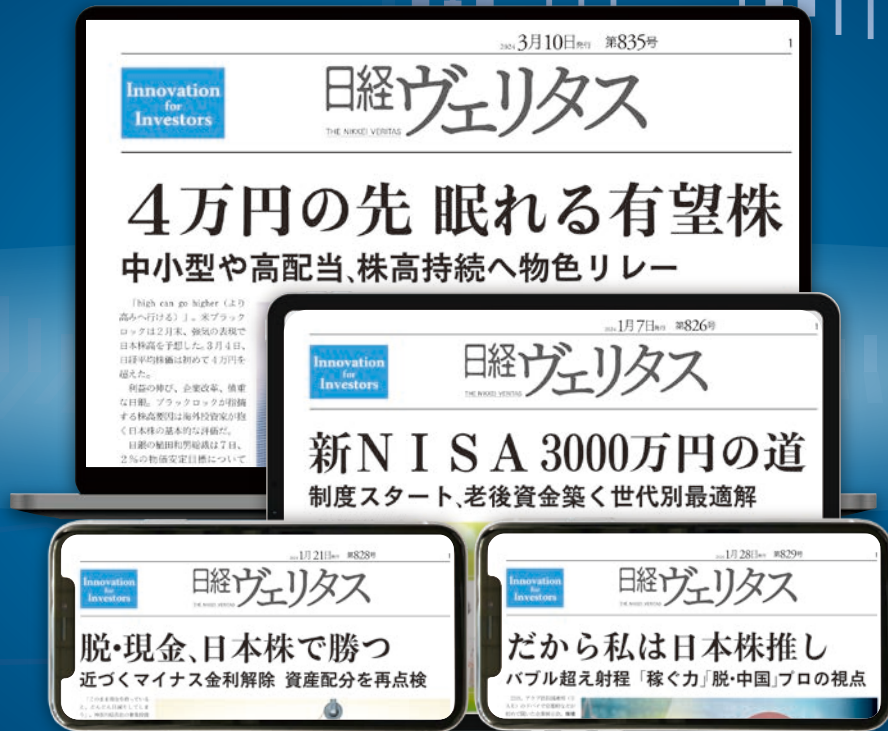 2024 3月10日発行 第835号 1
Innovation
for
Investors
日経ヴェリタス
THE NIKKEI VERITAS
4万円の先 眠れる有望株
中小型や高配当、株高持続へ物色リレー
「high can go higher（より
高みへ行ける）」。米ブラック
ロックは2月末、強気の表現で
日本株高を予想した。3月4日、
日経平均株価は初めて4万円を
超えた。
利益の伸び、企業改革、慎重
な日銀。ブラックロックが指摘
する株高要因は海外投資家が抱
く日本株の基本的な評価だ。
日銀の植田和男総裁は7日、
2%の物価安定目標について
2024 1月7日発行 第826号 1
Innovation
for
Investors
日経ヴェリタス
THE NIKKEI VERITAS
新NISA 3000万円の道
制度スタート、老後資金築く世代別最適解
1月21日発行 第828号 1
Innovation
for
Investors
日経ヴェリタス
THE NIKKEI VERITAS
脱・現金、日本株で勝つ
近づくマイナス金利解除 資産配分を再点検
1月28日発行 第829号 1
Innovation
for
Investors
日経ヴェリタス
THE NIKKEI VERITAS
だから私は日本株推し
バブル超え射程「稼ぐ力」「脱・中国」プロの視点